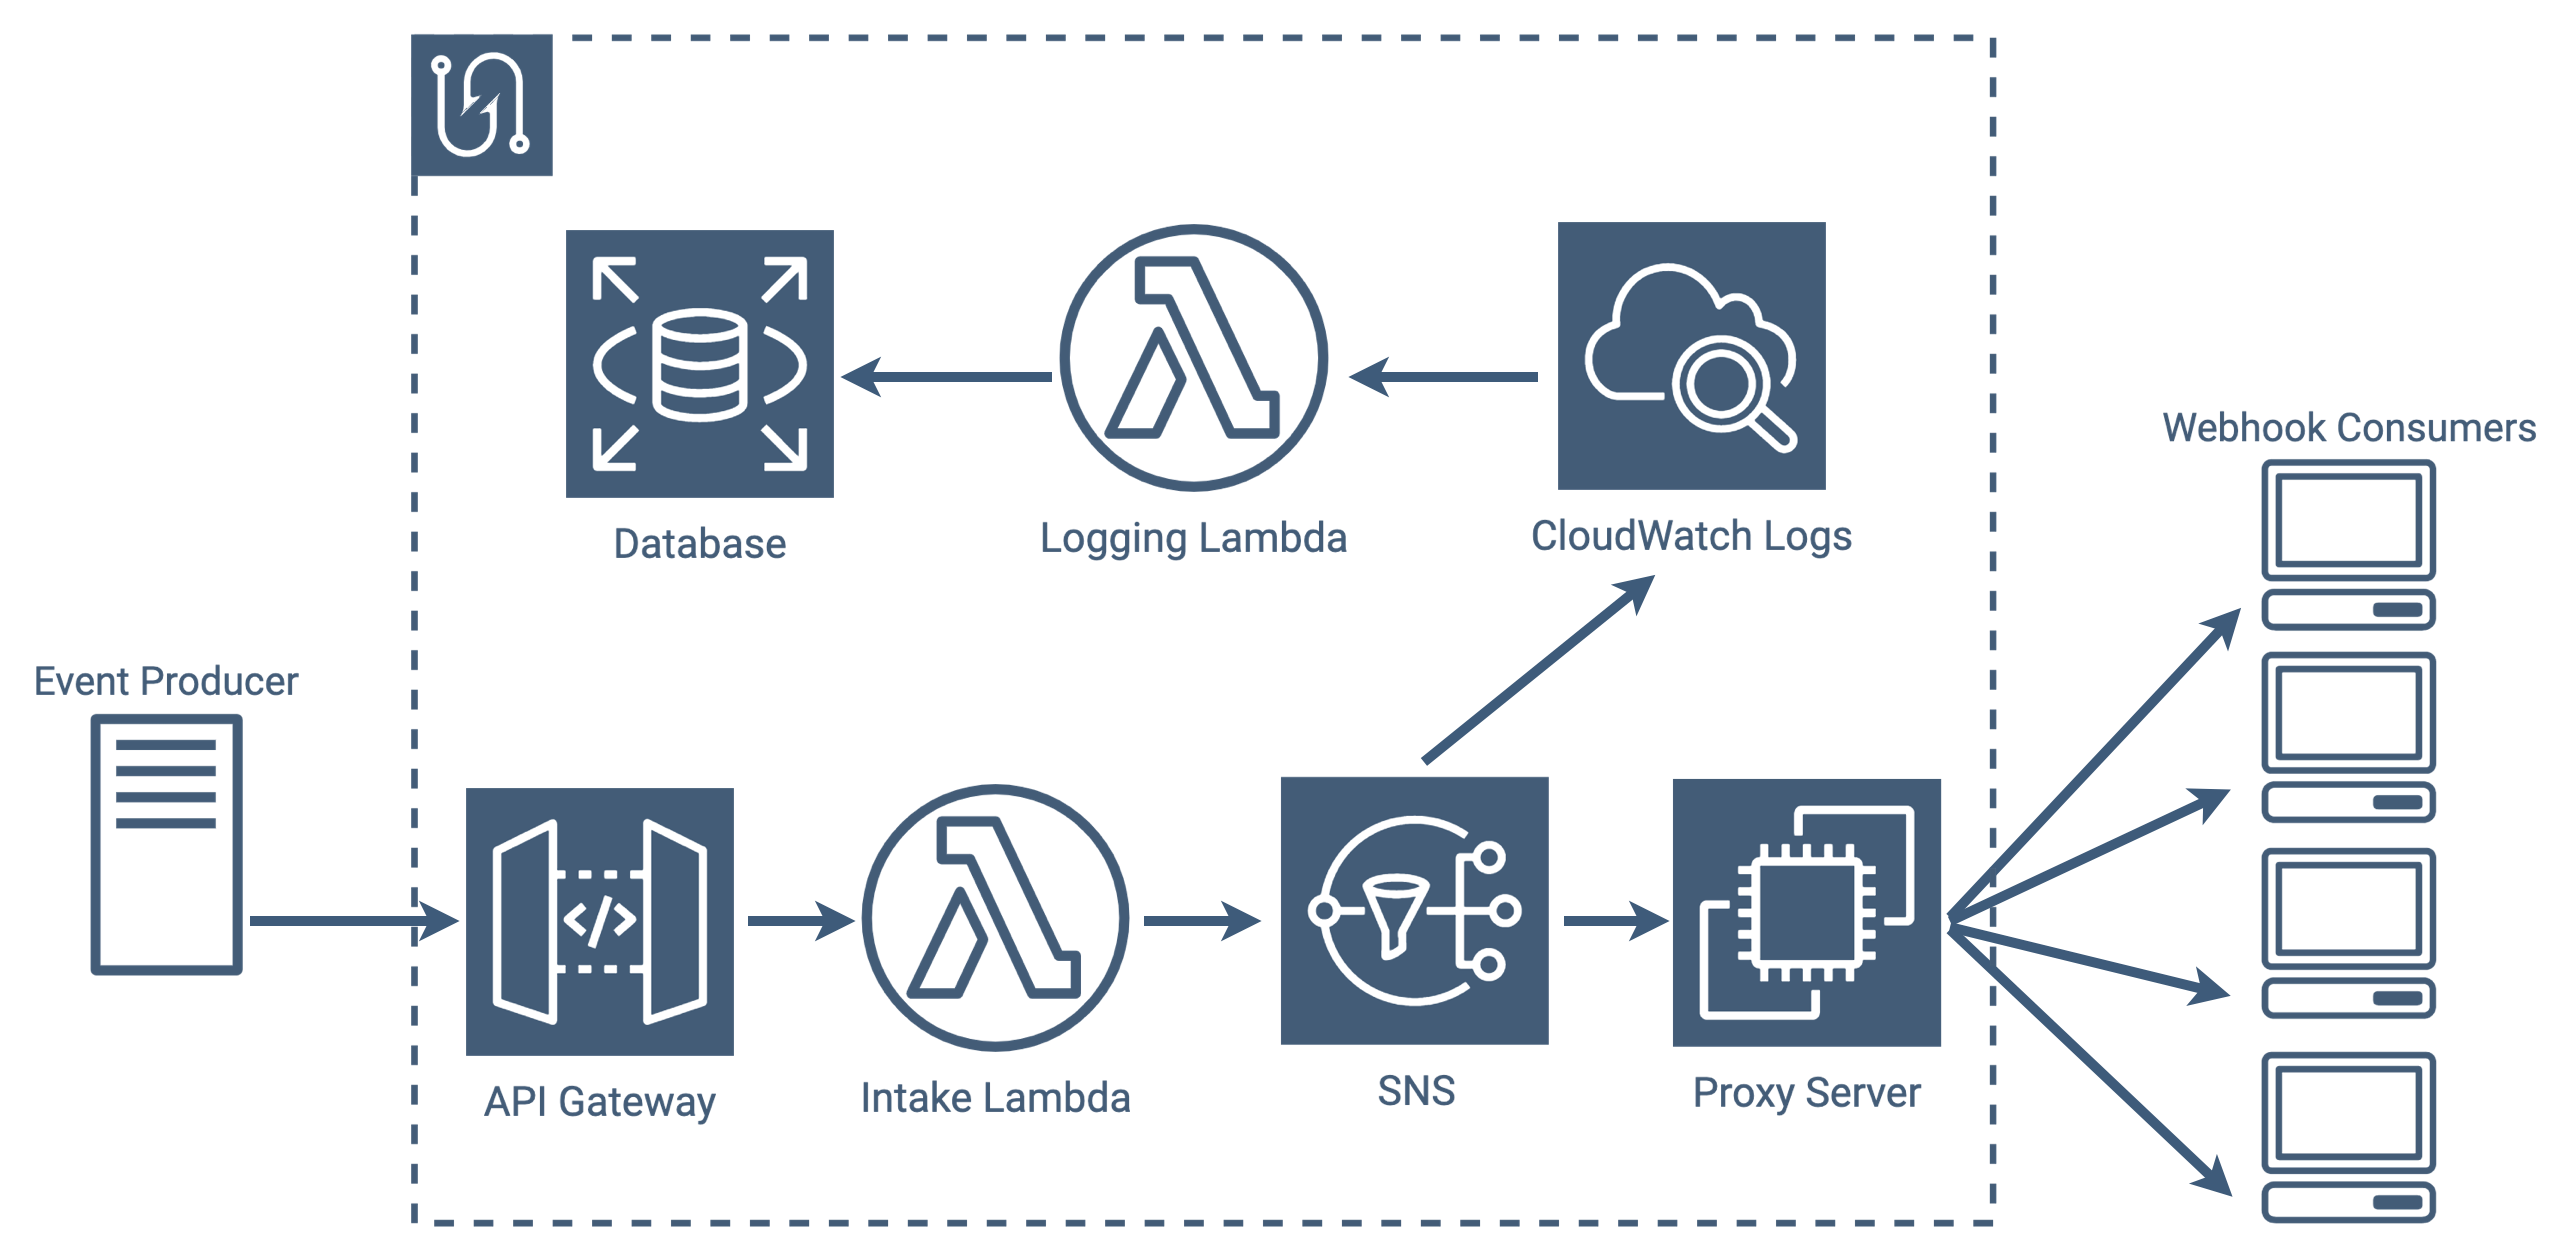 Database
Logging Lambda
CloudWatch Logs
Webhook Consumers
Event Producer
</>
API Gateway
Intake Lambda
SNS
Proxy Server